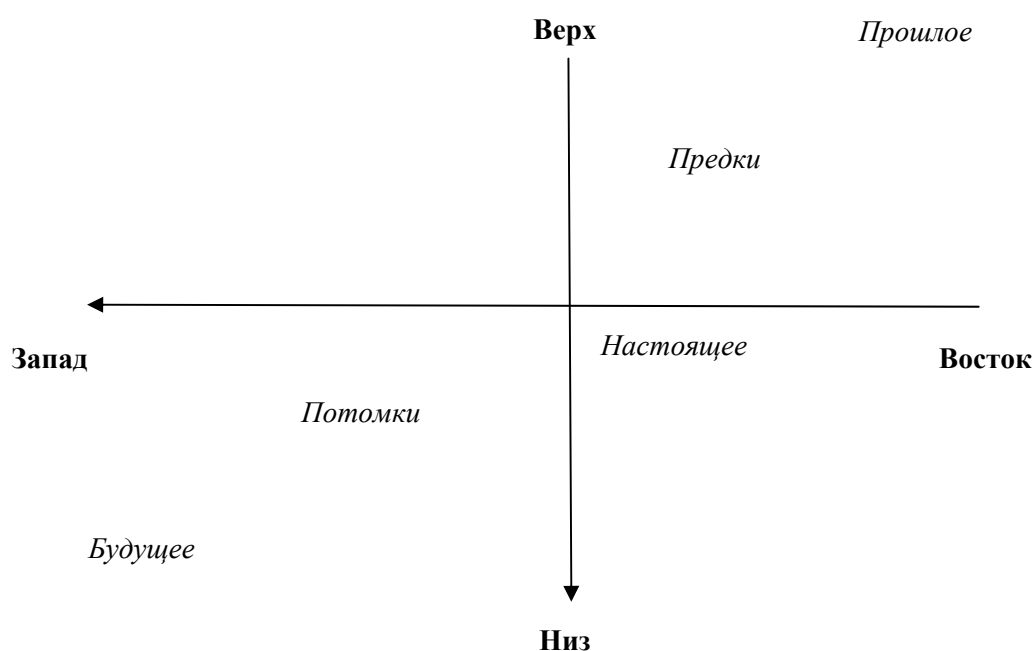 Верх
Прошлое
Предки
Настоящее
Запад
Восток
Потомки
Будущее
Низ